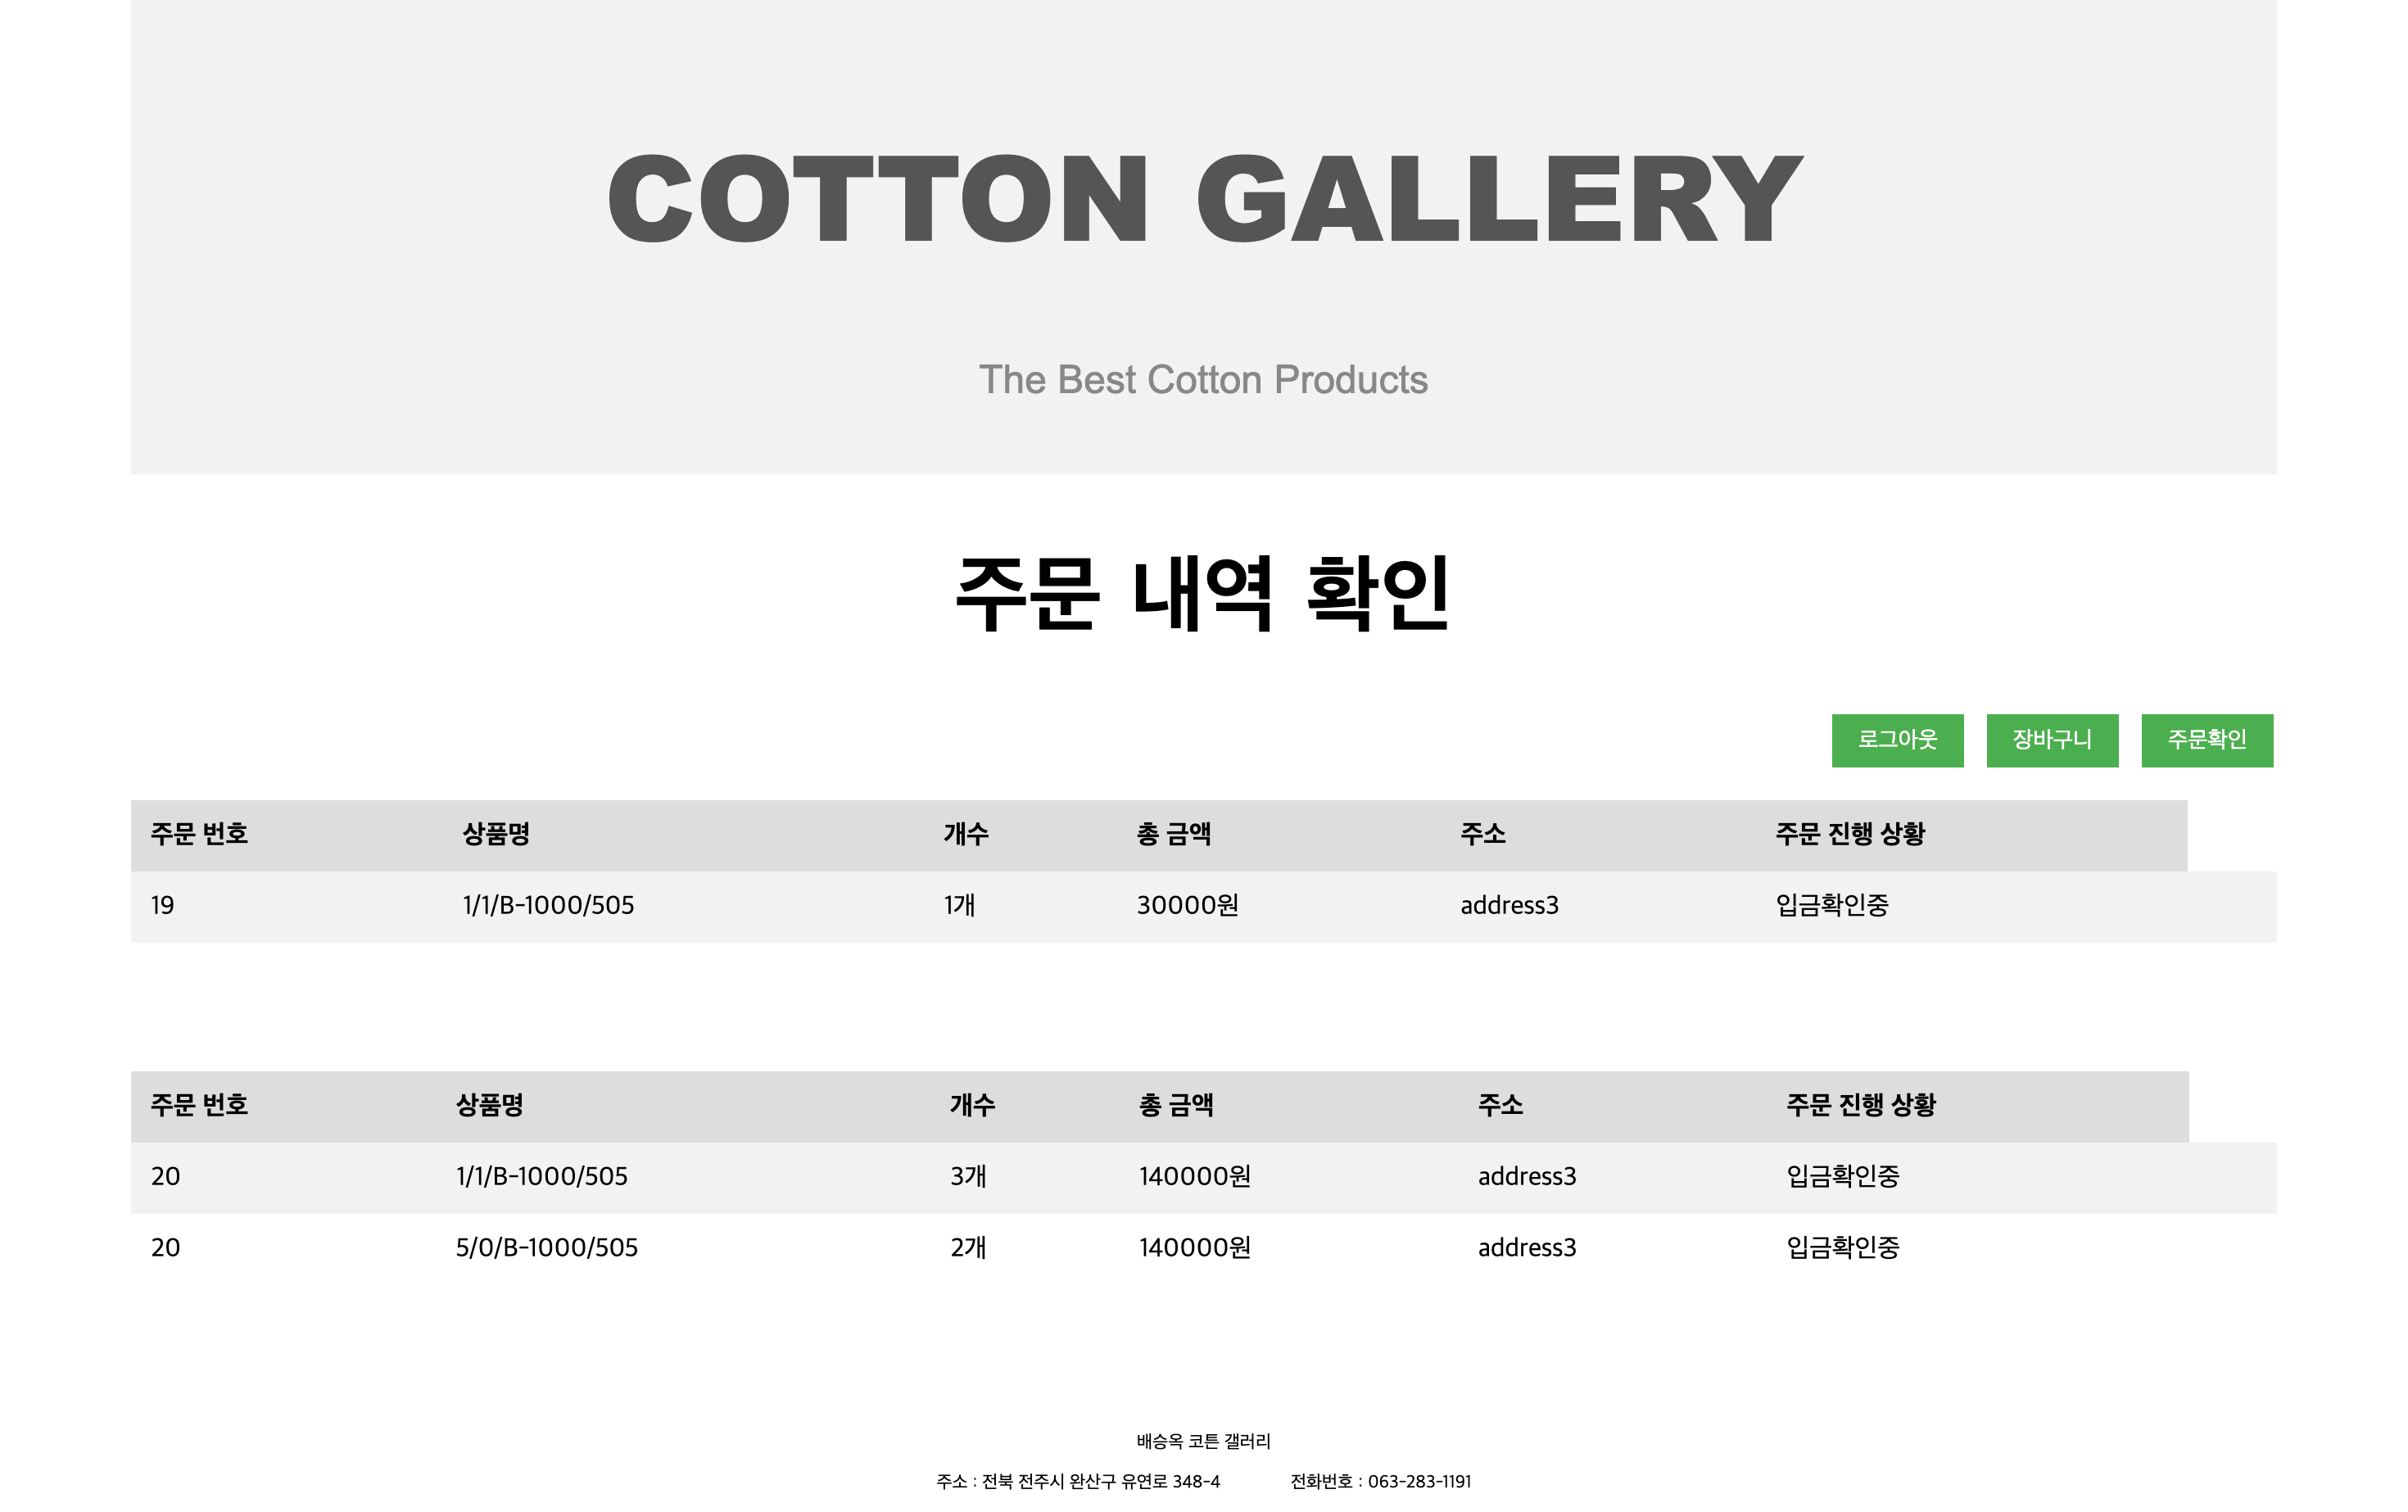 COTTON GALLERY
The Best Cotton Products
주문 내역 확인
로그아웃 장바구니 주문확인
주문 번호 상품명 개수 총 금액 주소 주문 진행 상황
19 1/1/B-1000/505 1개 30000원 address3 입금확인중
주문 번호 상품명 개수 총 금액 주소 주문 진행 상황
20 1/1/B-1000/505 3개 140000원 address3 입금확인중
20 5/0/B-1000/505 2개 140000원 address3 입금확인중
배승옥 코튼 갤러리
주소 : 전북 전주시 완산구 유연로 348-4 전화번호 : 063-283-1191